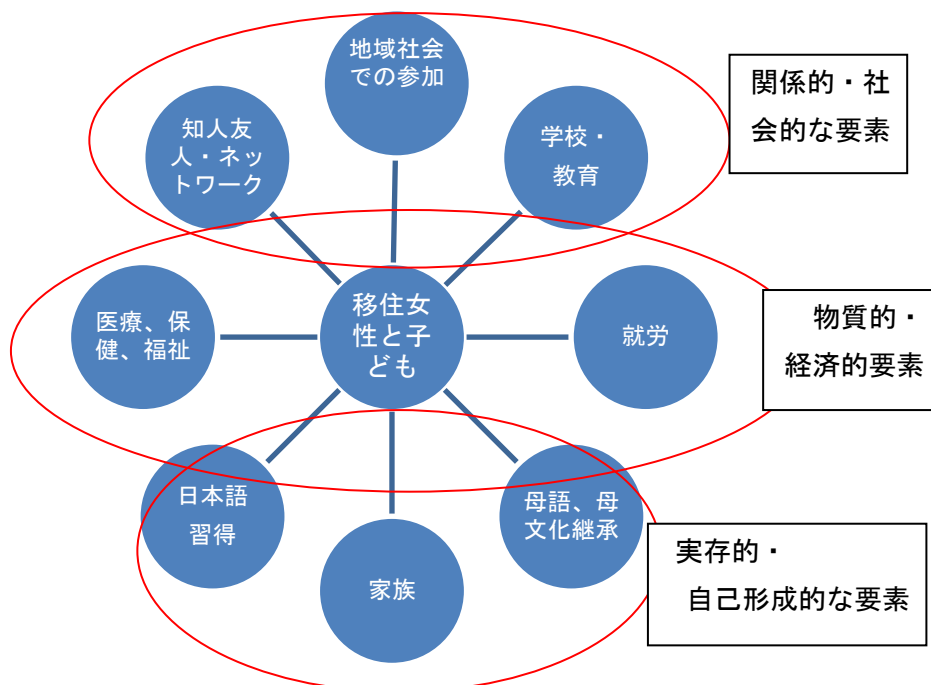 地域社会
での参加
関係的・社
会的な要素
知人友
人・ネッ
トワーク
学校・
教育
医療、保
健、福祉
移住女
性と子
ども
就労
物質的・
経済的要素
日本語
習得
家族
母語、母
文化継承
実存的・
自己形成的な要素